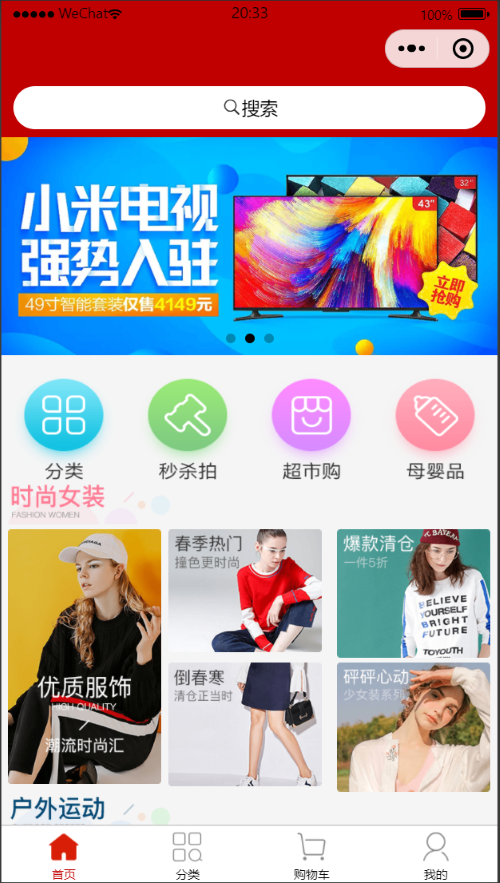 WeChat 20:33 100%
搜索
小米电视
强势入驻
49寸智能套装仅售4149元
32"
43"
立即
抢购
分类 秒杀拍 超市购 母婴品
时尚女装
FASHION WOMEN
优质服饰
HIGH QUALITY
潮流时尚汇
春季热门
撞色更时尚
爆款清仓
一件5折
BELIEVE
YOURSELF
BRIGHT
FUTURE
TOYOUTH
倒春寒
清仓正当时
砰砰心动
少女装系列
户外运动
首页 分类 购物车 我的